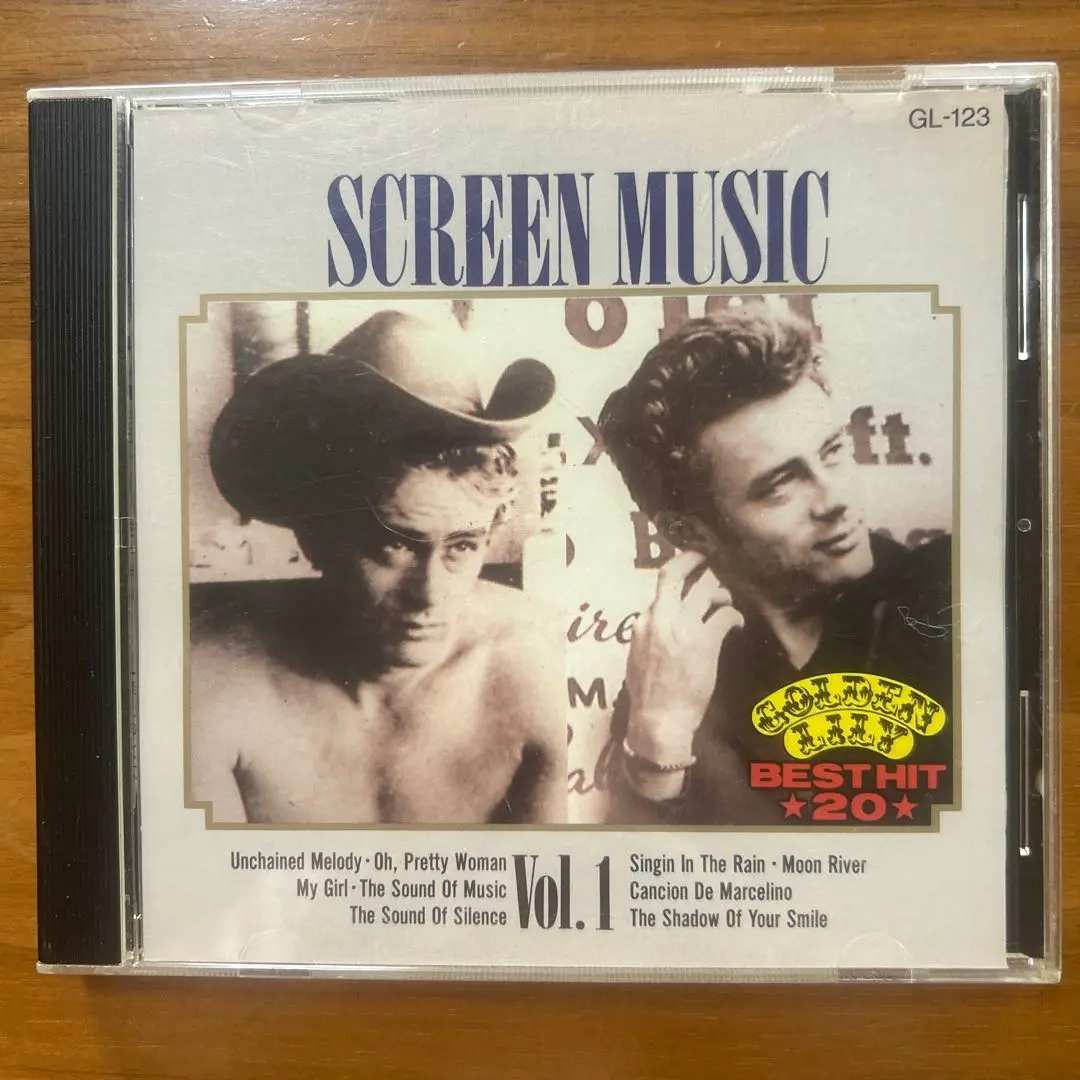 GL-123
SCREEN MUSIC
ft.
ire
GOLDEN
LILY
BEST HIT
★20★
Unchained Melody · Oh, Pretty Woman
My Girl · The Sound Of Music
The Sound Of Silence
Vol. 1
Singin In The Rain · Moon River
Cancion De Marcelino
The Shadow Of Your Smile